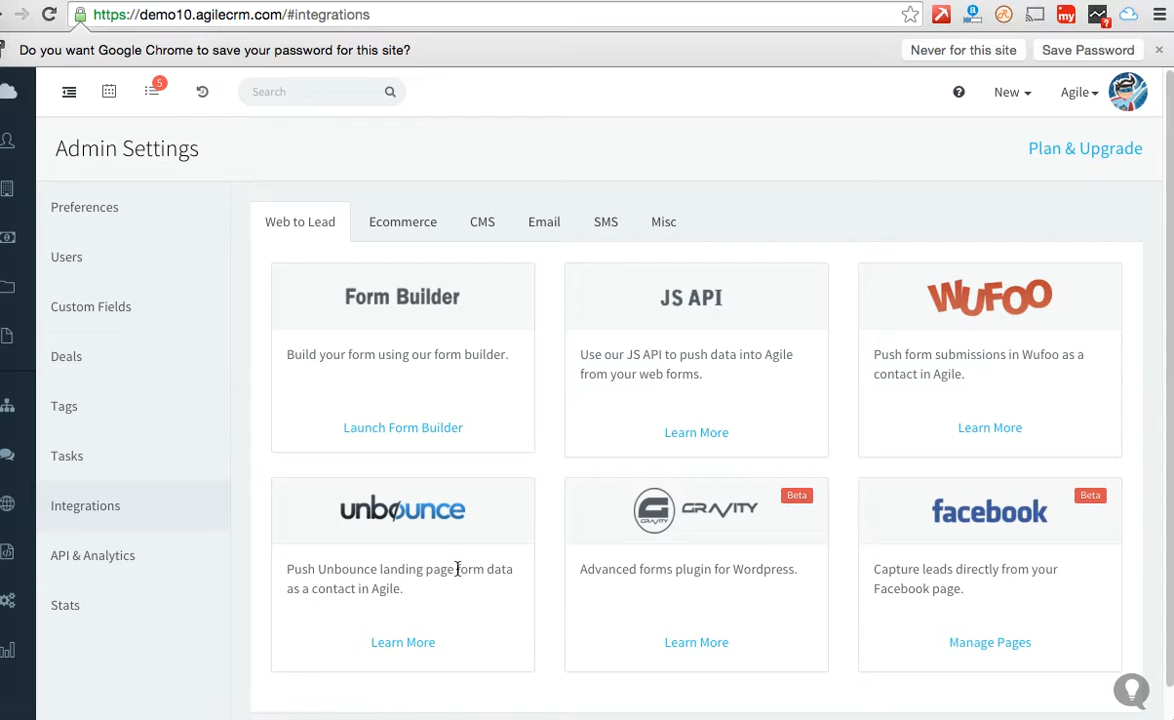 https://demo10.agilecrm.com/#integrations
my
?
Do you want Google Chrome to save your password for this site?
Never for this site
Save Password
×
5
Search
?
New
Agile
Admin Settings
Plan & Upgrade
Preferences
Users
Custom Fields
Deals
Tags
Tasks
Integrations
API & Analytics
Stats
Web to Lead
Ecommerce
CMS
Email
SMS
Misc
Form Builder
Build your form using our form builder.
Launch Form Builder
JS API
Use our JS API to push data into Agile
from your web forms.
Learn More
WUFOO
Push form submissions in Wufoo as a
contact in Agile.
Learn More
unbounce
Push Unbounce landing page form data
as a contact in Agile.
Learn More
GRAVITY
GRAVITY
Beta
Advanced forms plugin for Wordpress.
Learn More
facebook
Beta
Capture leads directly from your
Facebook page.
Manage Pages